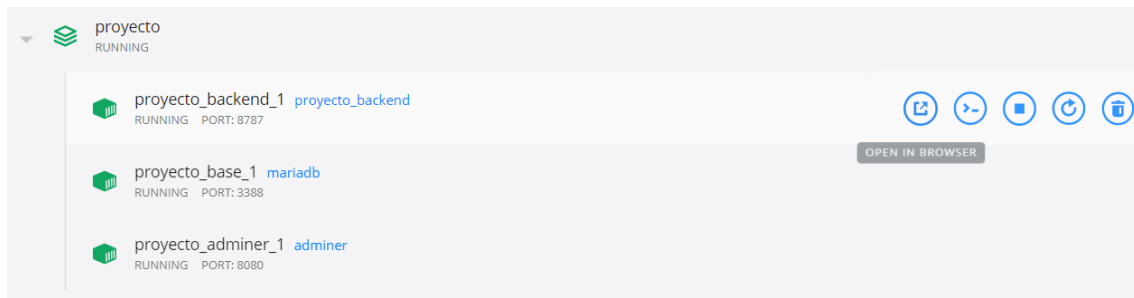 proyecto
RUNNING
proyecto_backend_1 proyecto_backend
RUNNING PORT: 8787
OPEN IN BROWSER
proyecto_base_1 mariadb
RUNNING PORT: 3388
proyecto_adminer_1 adminer
RUNNING PORT: 8080